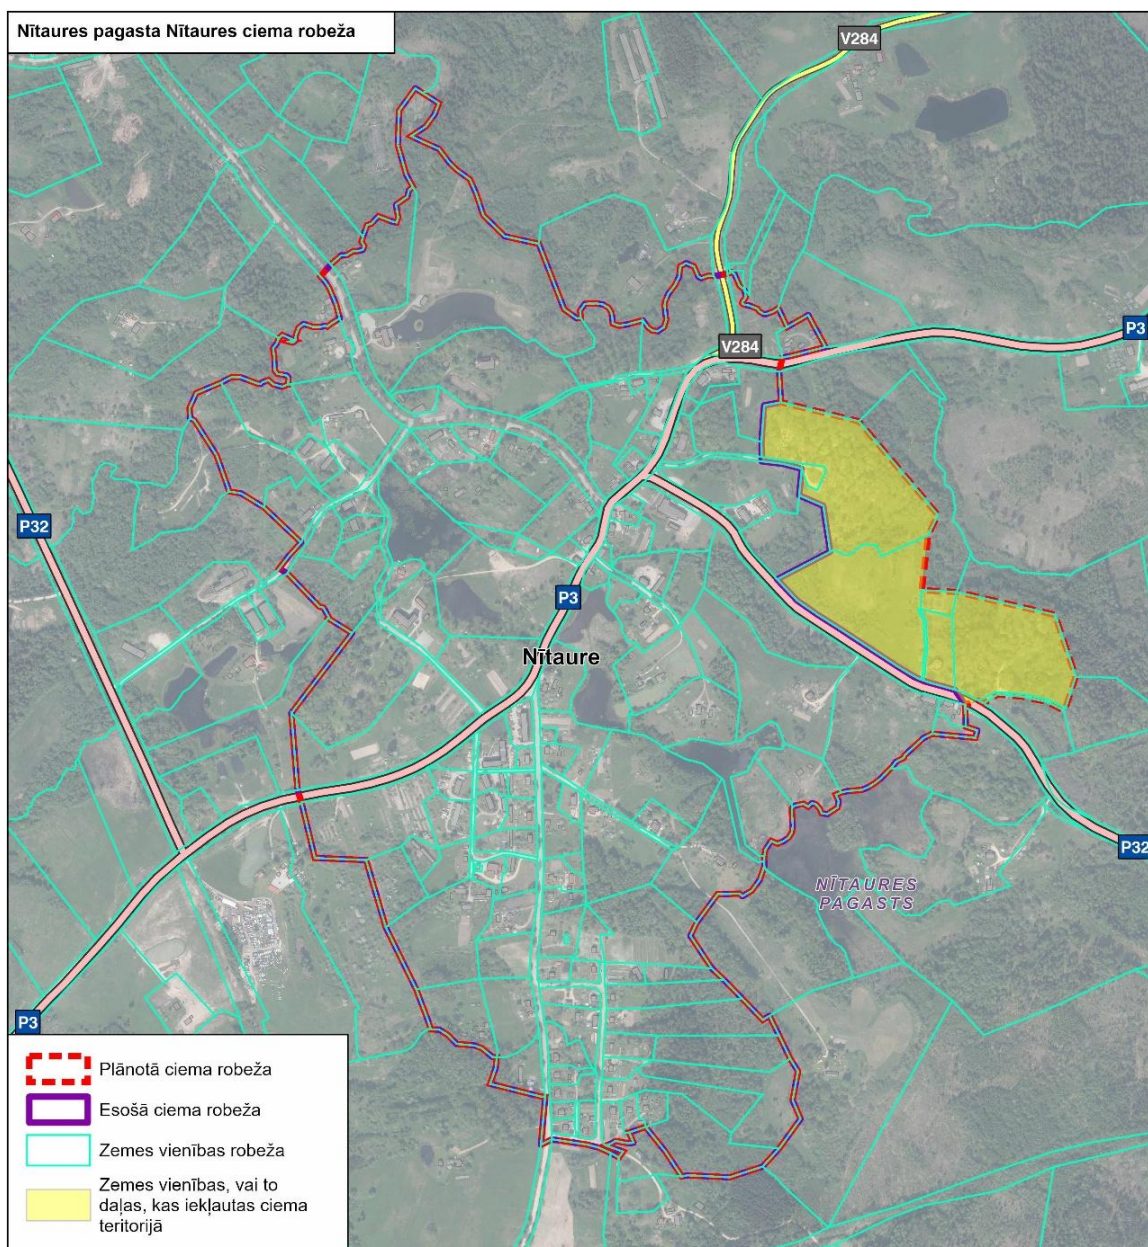 Nītaures pagasta Nītaures ciema robeža
V284
V284
P3
P32
P3
Nītaure
P32
NĪTAURES
PAGASTS
P3
Plānotā ciema robeža
Esošā ciema robeža
Zemes vienības robeža
Zemes vienības, vai to
daļas, kas iekļautas ciema
teritorijā